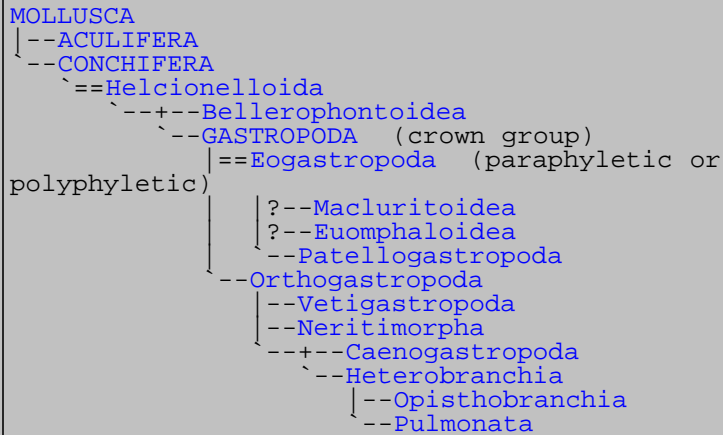 MOLLUSCA
|--ACULIFERA
`--CONCHIFERA
   `==Helcionelloida
      `--+--Bellerophontoidea
         `--GASTROPODA  (crown group)
            |==Eogastropoda  (paraphyletic or
polyphyletic)
            |  |?--Macluritoidea
            |  |?--Euomphaloidea
            |  `--Patellogastropoda
            `--Orthogastropoda
               |--Vetigastropoda
               |--Neritimorpha
               `--+--Caenogastropoda
                  `--Heterobranchia
                     |--Opisthobranchia
                     `--Pulmonata